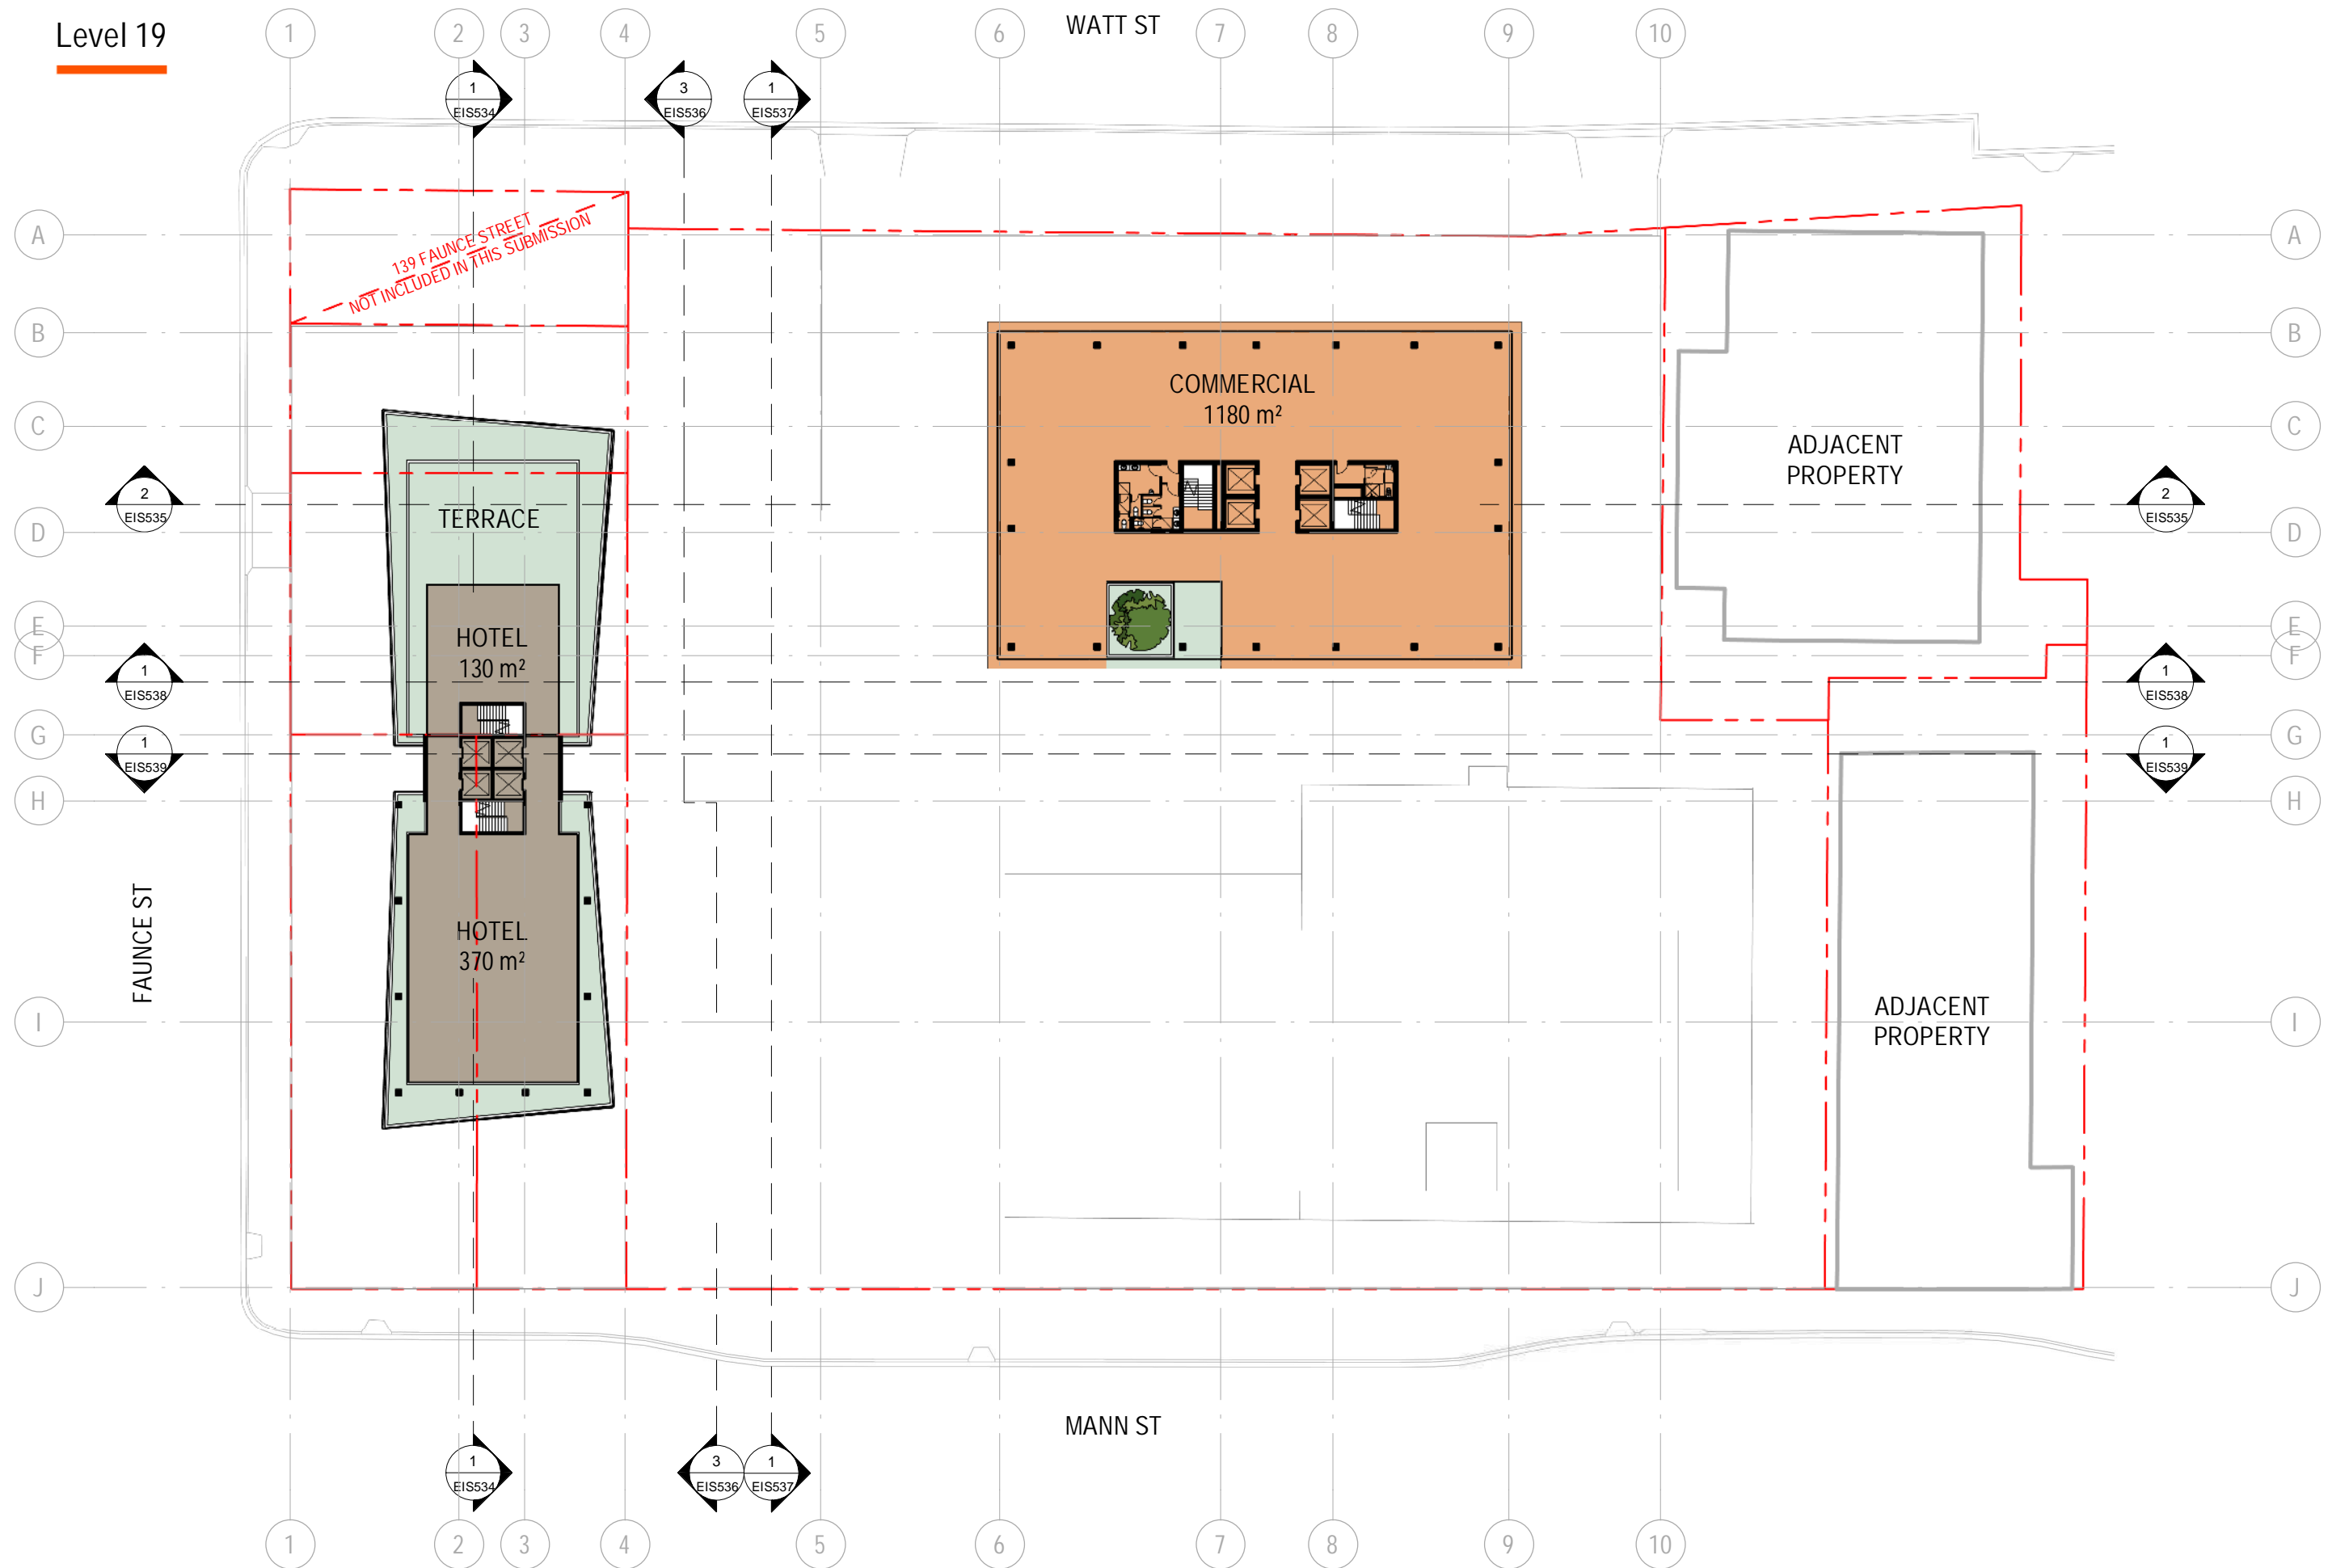 Level 19
WATT ST
1
2
3
4
5
6
7
8
9
10
1
EIS534
3
EIS536
1
EIS537
A
A
139 FAUNCE STREET
NOT INCLUDED IN THIS SUBMISSION
B
B
COMMERCIAL
1180 m²
C
C
ADJACENT
PROPERTY
2
EIS535
2
EIS535
TERRACE
D
D
E
E
HOTEL
130 m²
F
F
1
EIS538
1
EIS538
G
G
1
EIS539
1
EIS539
H
H
FAUNCE ST
HOTEL
370 m²
ADJACENT
PROPERTY
I
I
J
J
MANN ST
1
EIS534
3
EIS536
1
EIS537
1
2
3
4
5
6
7
8
9
10